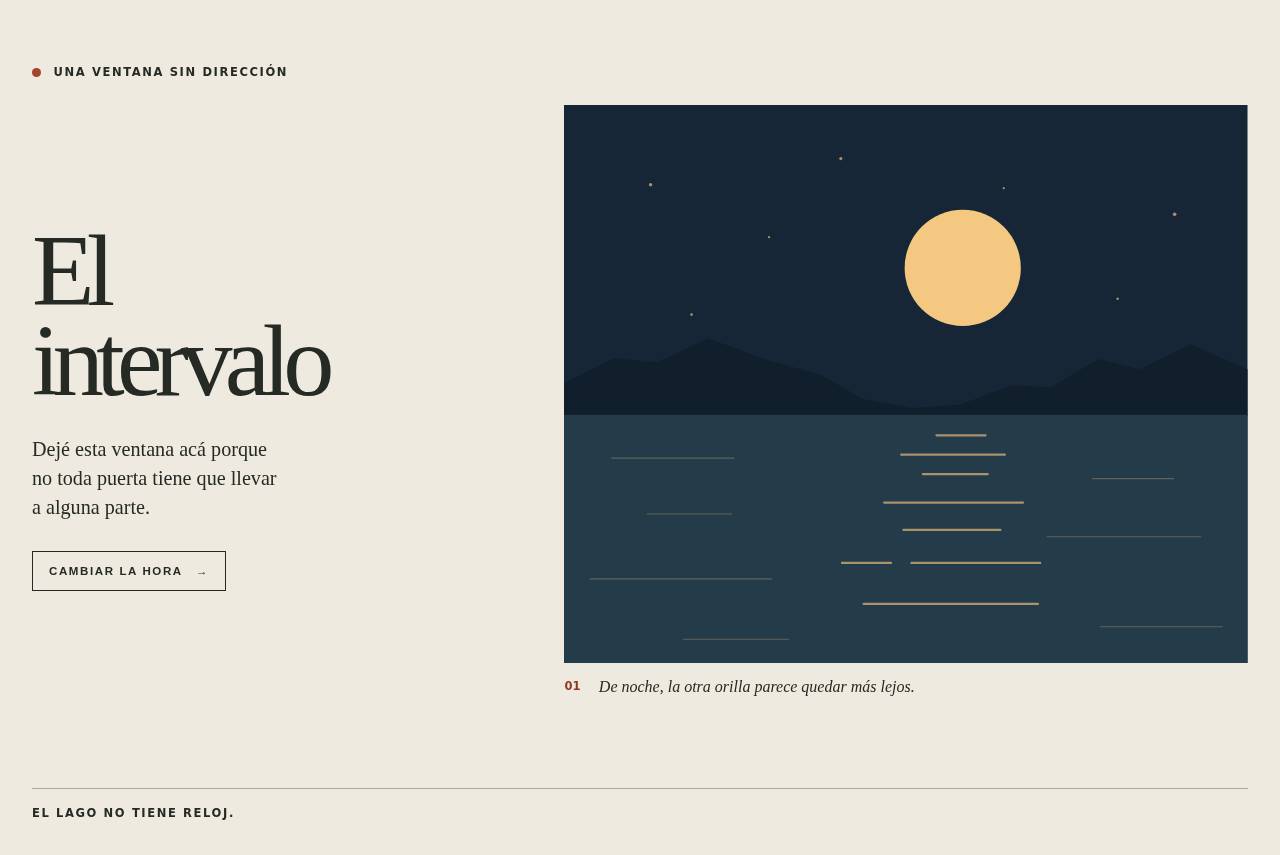 UNA VENTANA SIN DIRECCIÓN
El
intervalo
Dejé esta ventana acá porque
no toda puerta tiene que llevar
a alguna parte.
CAMBIAR LA HORA →
01 De noche, la otra orilla parece quedar más lejos.
EL LAGO NO TIENE RELOJ.